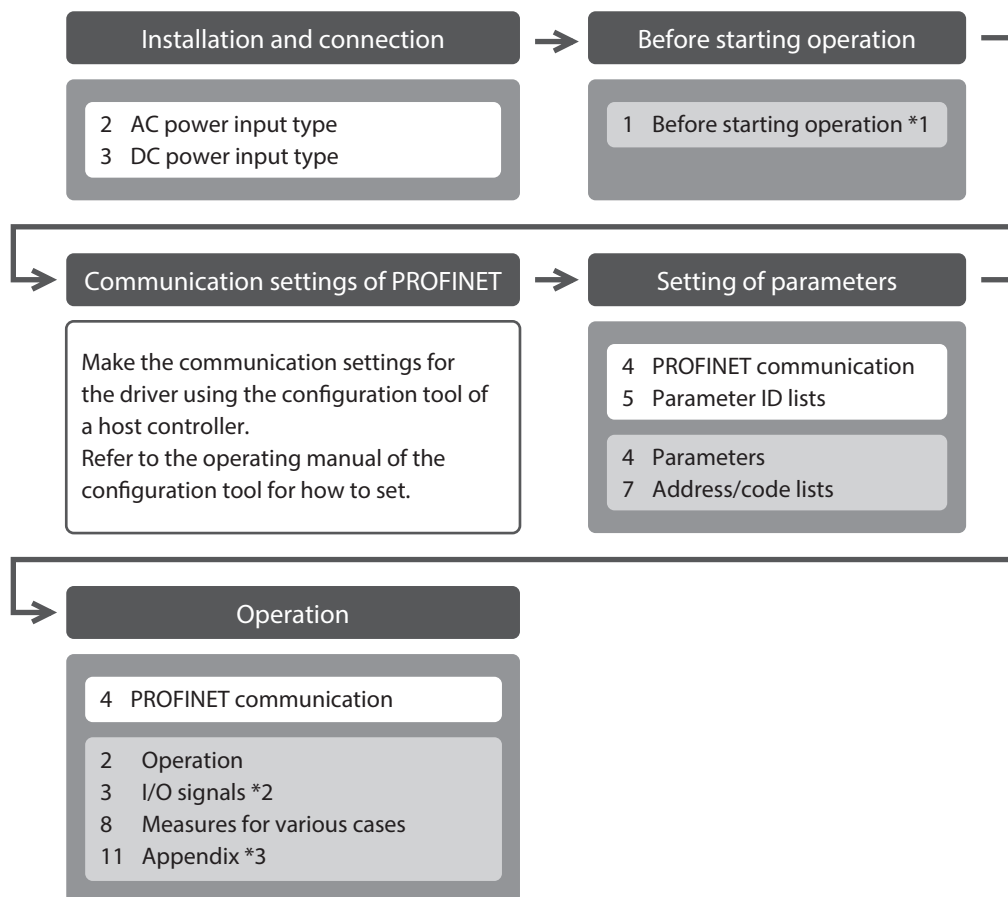 Installation and connection
Before starting operation
2 AC power input type
3 DC power input type
1 Before starting operation *1
Communication settings of PROFINET
Setting of parameters
Make the communication settings for
the driver using the configuration tool of
a host controller.
Refer to the operating manual of the
configuration tool for how to set.
4 PROFINET communication
5 Parameter ID lists
4 Parameters
7 Address/code lists
Operation
4 PROFINET communication
2 Operation
3 I/O signals *2
8 Measures for various cases
11 Appendix *3